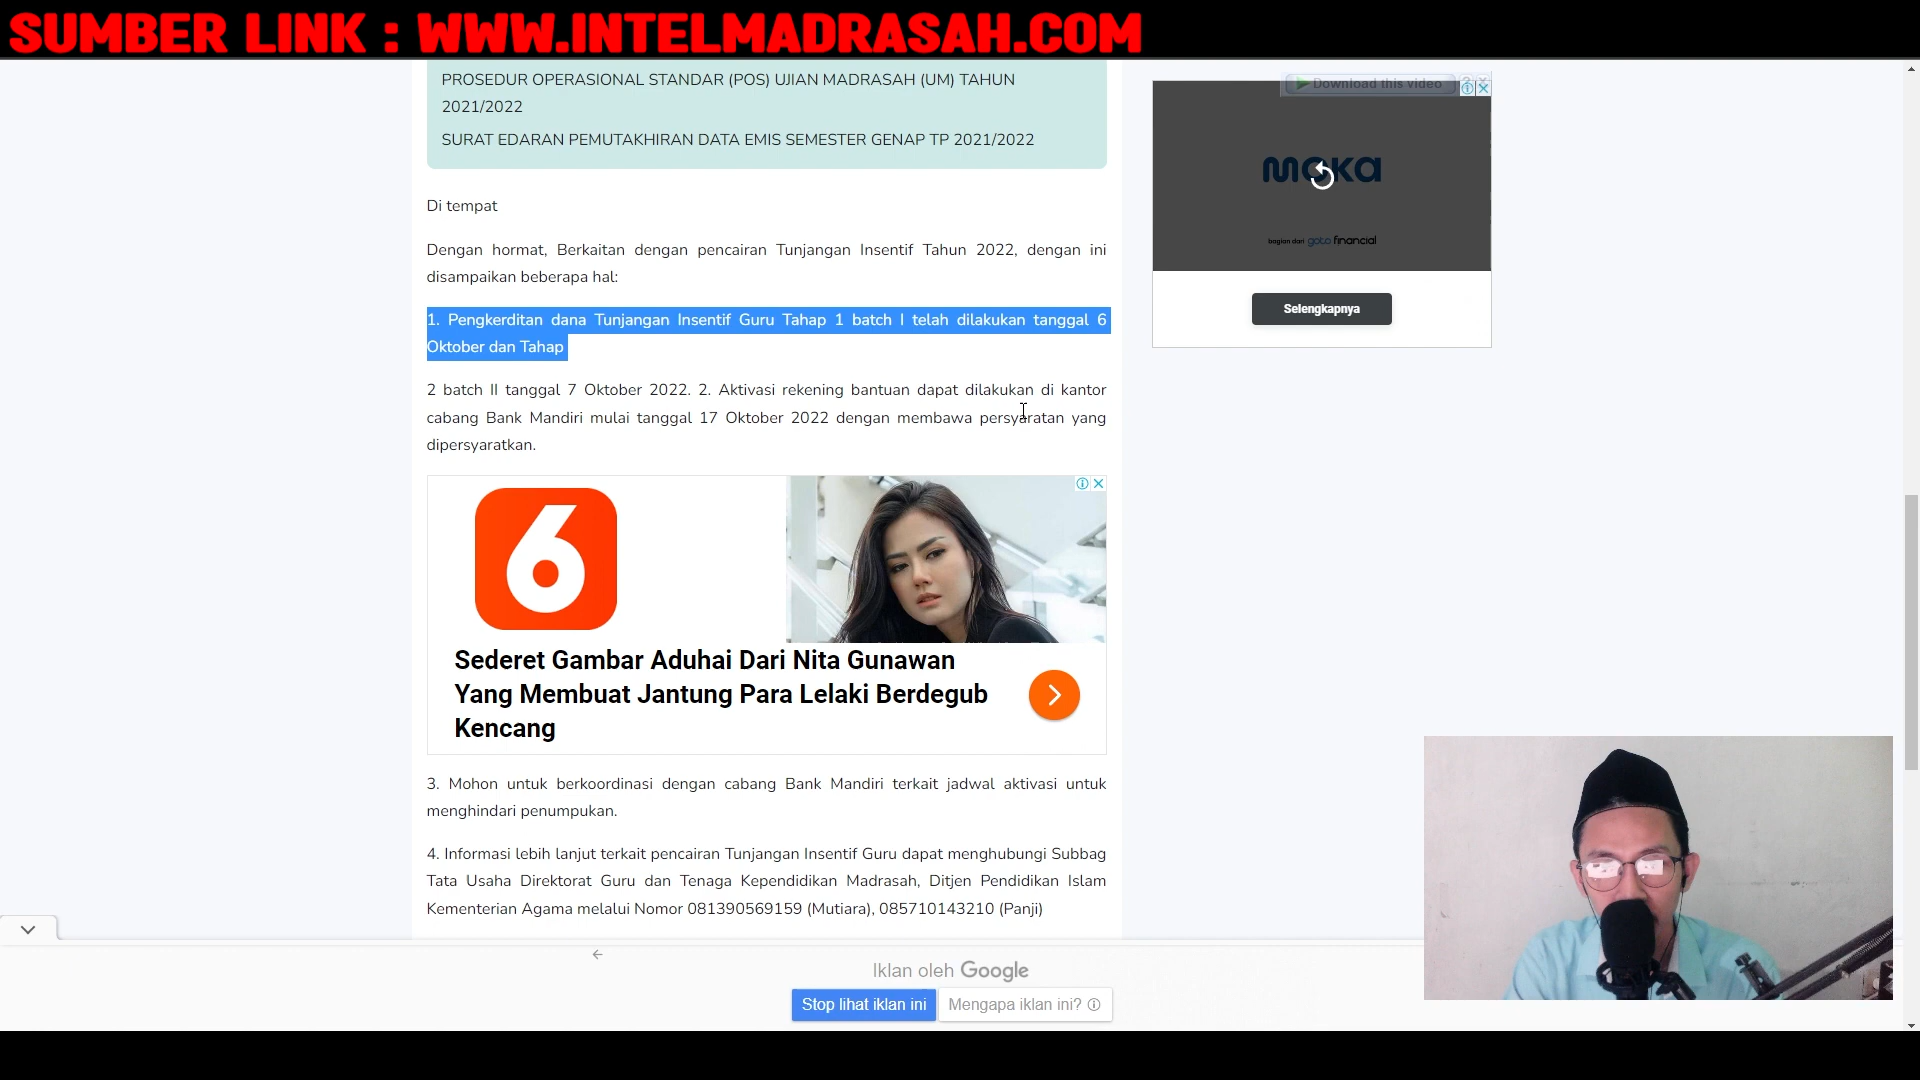 SUMBER LINK : WWW.INTELMADRASAH.COM
PROSEDUR OPERASIONAL STANDAR (POS) UJIAN MADRASAH (UM) TAHUN
2021/2022
SURAT EDARAN PEMUTAKHIRAN DATA EMIS SEMESTER GENAP TP 2021/2022
Di tempat
Dengan hormat, Berkaitan dengan pencairan Tunjangan Insentif Tahun 2022, dengan ini
disampaikan beberapa hal:
1. Pengkerditan dana Tunjangan Insentif Guru Tahap 1 batch I telah dilakukan tanggal 6
Oktober dan Tahap
2 batch II tanggal 7 Oktober 2022. 2. Aktivasi rekening bantuan dapat dilakukan di kantor
cabang Bank Mandiri mulai tanggal 17 Oktober 2022 dengan membawa persyaratan yang
dipersyaratkan.
6
Sederet Gambar Aduhai Dari Nita Gunawan
Yang Membuat Jantung Para Lelaki Berdegub
Kencang
3. Mohon untuk berkoordinasi dengan cabang Bank Mandiri terkait jadwal aktivasi untuk
menghindari penumpukan.
4. Informasi lebih lanjut terkait pencairan Tunjangan Insentif Guru dapat menghubungi Subbag
Tata Usaha Direktorat Guru dan Tenaga Kependidikan Madrasah, Ditjen Pendidikan Islam
Kementerian Agama melalui Nomor 081390569159 (Mutiara), 085710143210 (Panji)
Download this video
MOKA
bagian dari goto financial
Selengkapnya
Iklan oleh Google
Stop lihat iklan ini
Mengapa iklan ini?